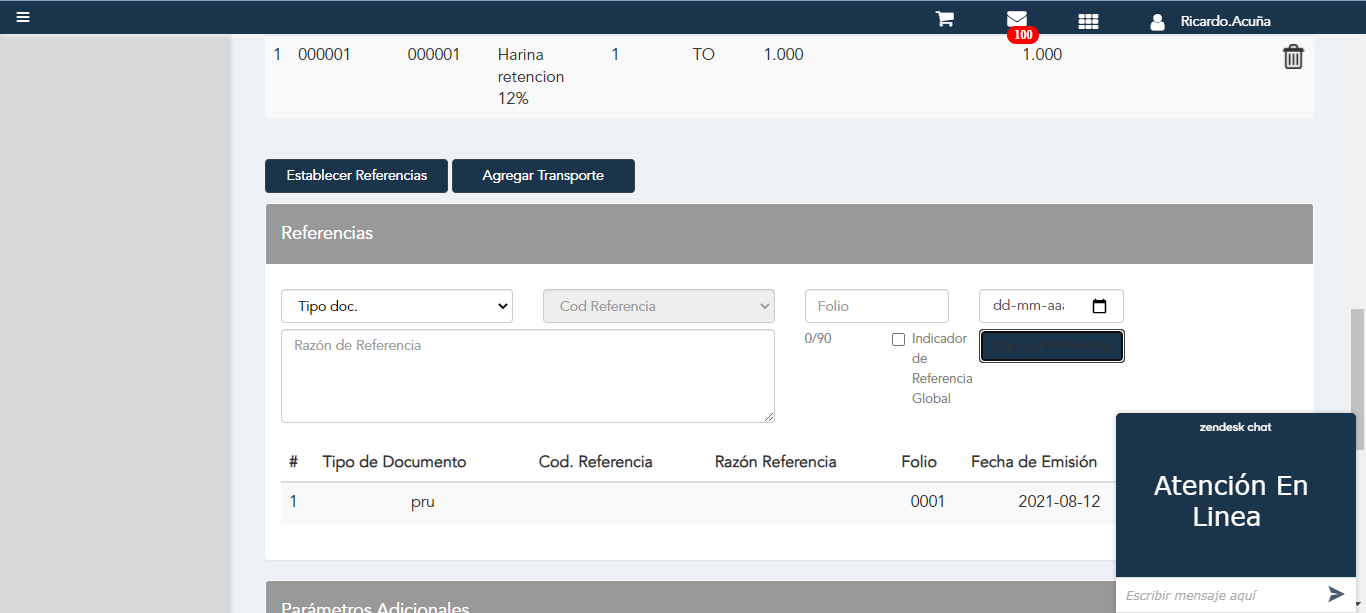 Ricardo.Acuña
100
1 000001 000001 Harina 1 TO 1.000 1.000
retencion
12%
Establecer Referencias Agregar Transporte
Referencias
Tipo doc. Cod Referencia Folio dd-mm-aaa
Razón de Referencia 0/90 Indicador
de
Referencia
Global
zendesk chat
# Tipo de Documento Cod. Referencia Razón Referencia Folio Fecha de Emisión
1 pru 0001 2021-08-12
Atención En
Linea
Escribir mensaje aquí
Parámetros Adicionales